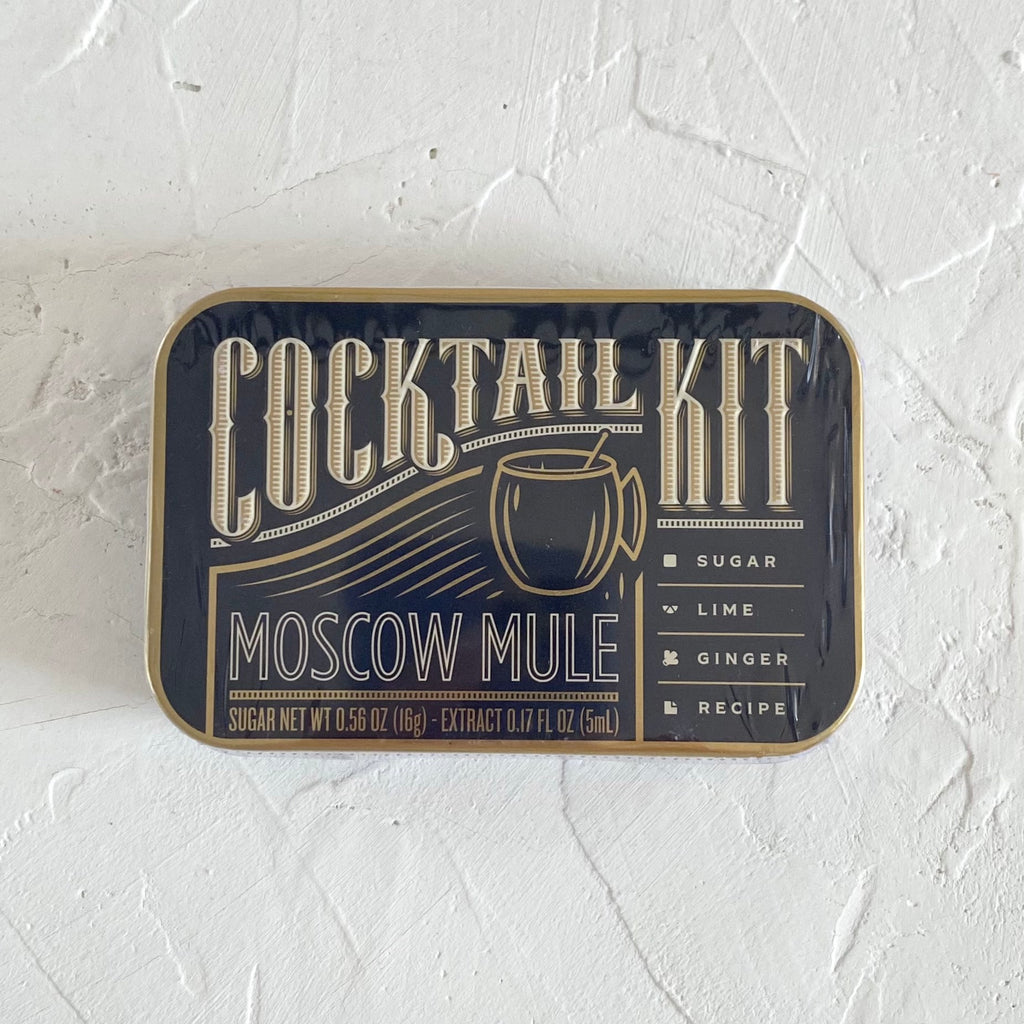 COCKTAIL KIT
SUGAR
LIME
GINGER
RECIPE
MOSCOW MULE
SUGAR NET WT 0.56 OZ (16g) - EXTRACT 0.17 FL OZ (5mL)